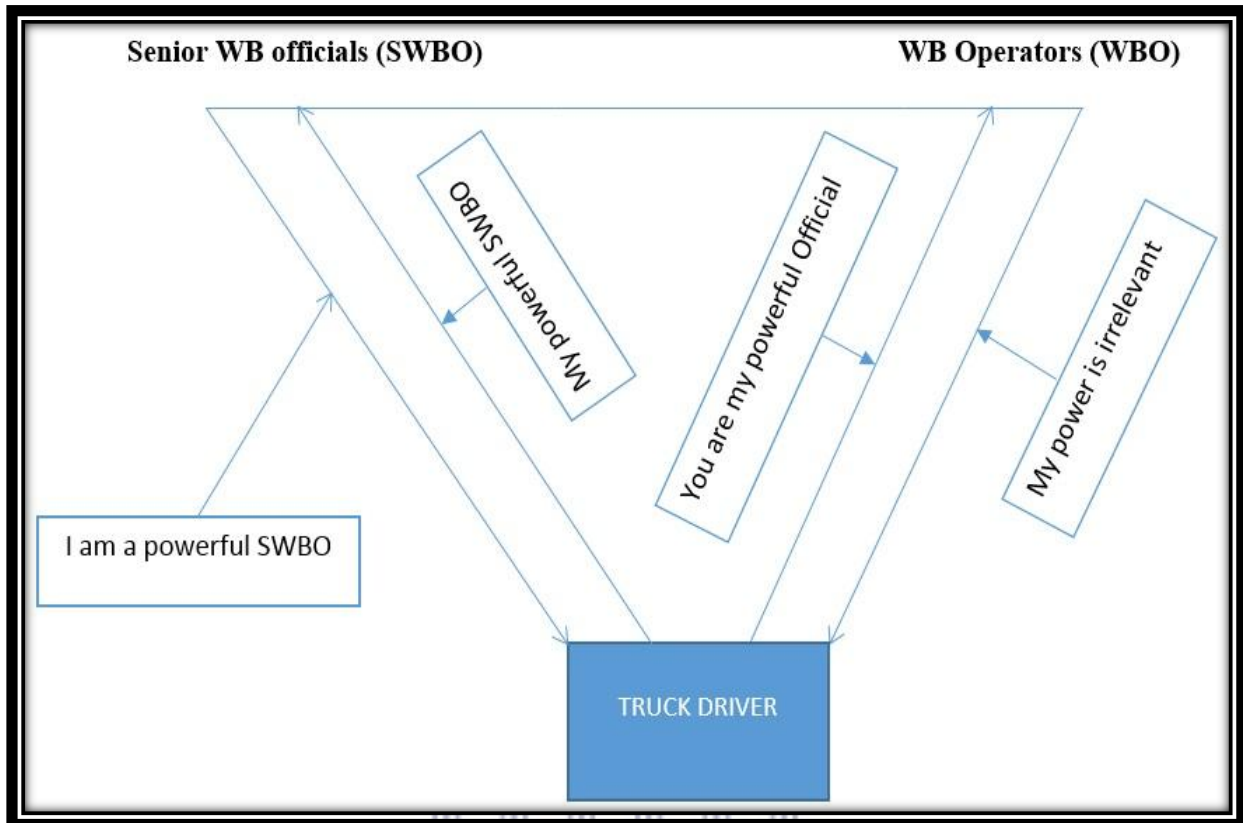 Senior WB officials (SWBO)
WB Operators (WBO)
My powerful SWBO
You are my powerful Official
My power is irrelevant
I am a powerful SWBO
TRUCK DRIVER